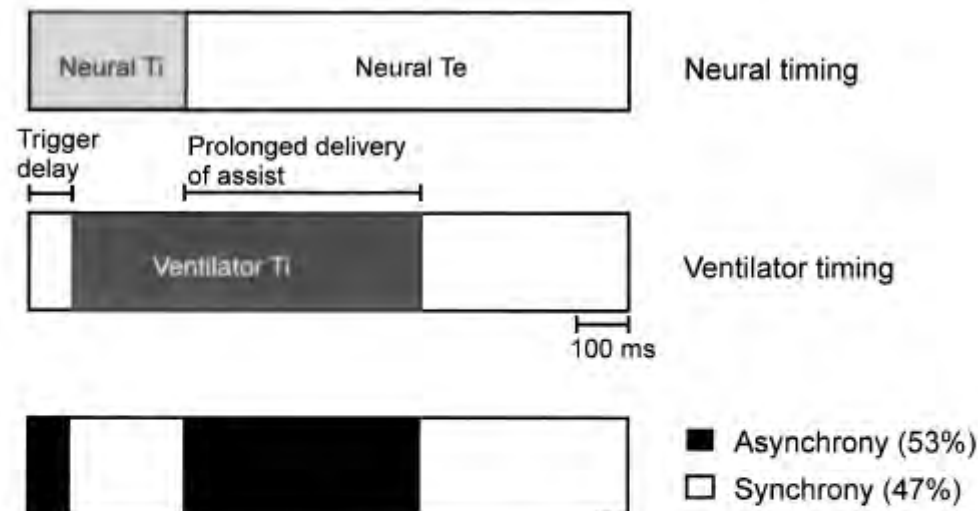 Neural Ti
Neural Te
Neural timing
Trigger
delay
Prolonged delivery
of assist
Ventilator Ti
Ventilator timing
100 ms
Asynchrony (53%)
Synchrony (47%)